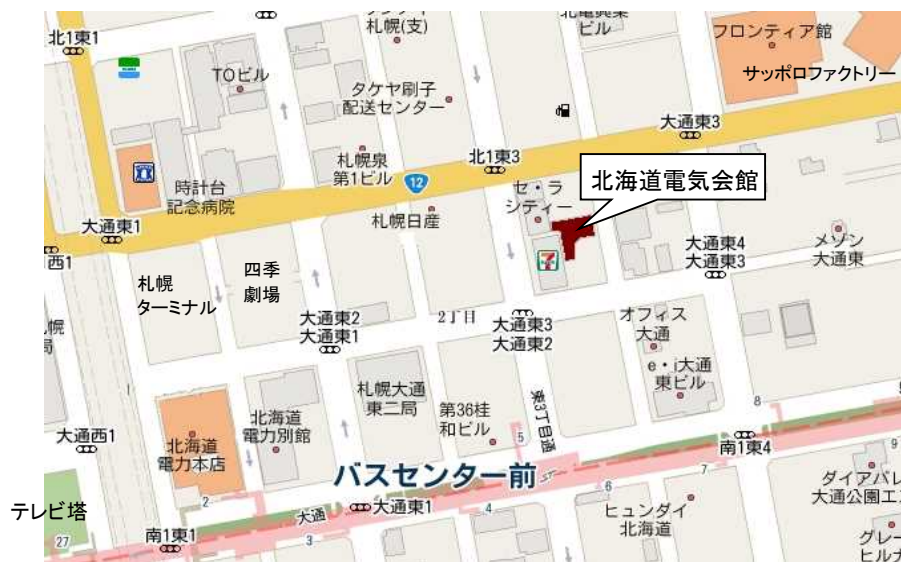 札幌(支)
ビル
北1東1
フロンティア館
サッポロファクトリー
TOビル
タケヤ刷子
配送センター
大通東3
北1東3
札幌泉
第1ビル
12
北海道電気会館
時計台
記念病院
セ・ラ
シティー
札幌日産
大通東1
西1
大通東4
大通東3
メゾン
大通東
札幌
ターミナル
四季
劇場
7
大通東2
大通東1
2丁目
大通東3
大通東2
オフィス
大通
e・i大通
東ビル
札幌大通
東二局
第36桂
和ビル
東3丁目通
北海道
電力別館
北海道
電力本店
大通西1
5
8
南1東4
9
バスセンター前
テレビ塔
2
大通
大通東1
4
6
7
ヒュンダイ
北海道
ダイアパレ
大通公園エ
27
南1東1
3
グレー
ヒルナ